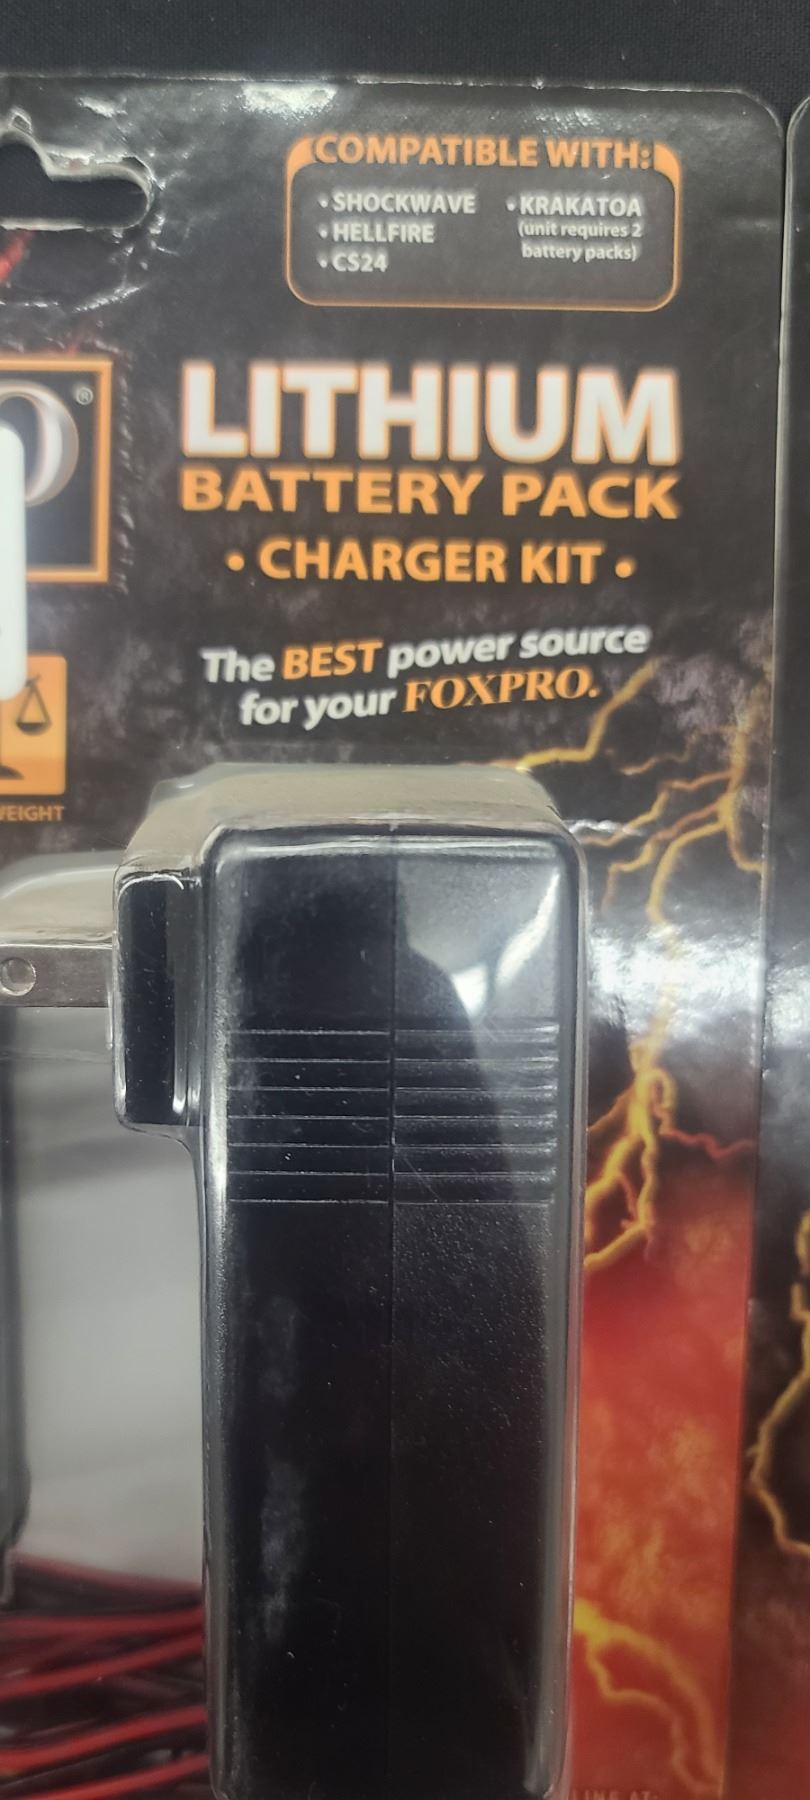 COMPATIBLE WITH:
• SHOCKWAVE
• HELLFIRE
• CS24
• KRAKATOA
(unit requires 2
battery packs)
O®
LITHIUM
BATTERY PACK
• CHARGER KIT •
The BEST power source
for your FOXPRO.
WEIGHT